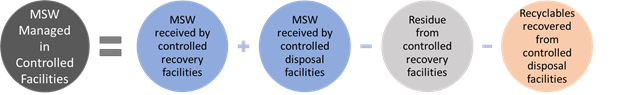 MSW
Managed
in
Controlled
Facilities
=
MSW
received by
controlled
recovery
facilities
+
MSW
received by
controlled
disposal
facilities
–
Residue
from
controlled
recovery
facilities
–
Recyclables
recovered
from
controlled
disposal
facilities